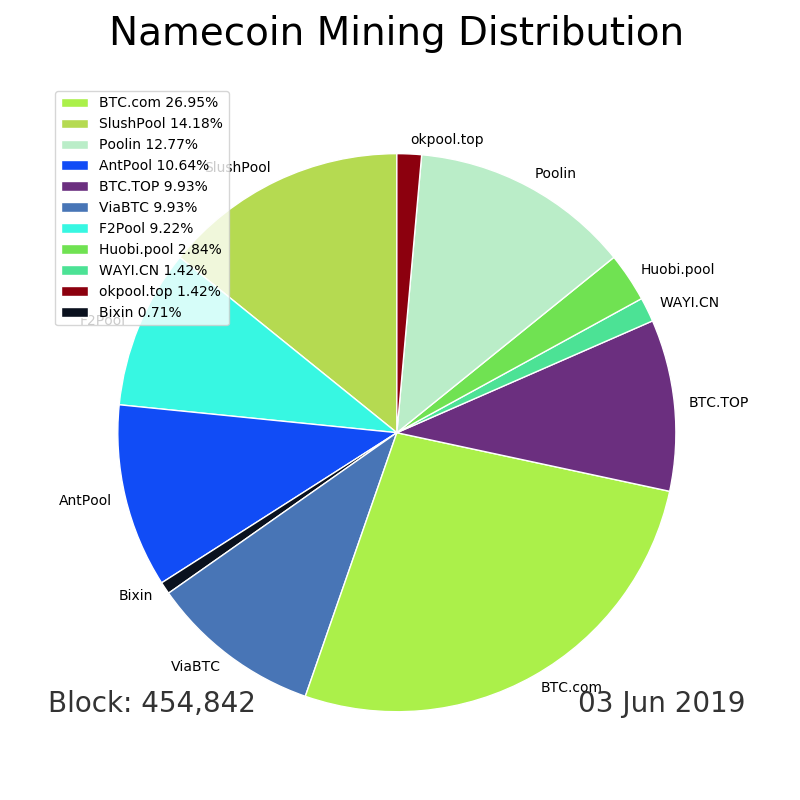 Namecoin Mining Distribution
BTC.com 26.95%
SlushPool 14.18%
Poolin 12.77%
AntPool 10.64%
BTC.TOP 9.93%
ViaBTC 9.93%
F2Pool 9.22%
Huobi.pool 2.84%
WAYI.CN 1.42%
okpool.top 1.42%
Bixin 0.71%
okpool.top
SlushPool
Poolin
Huobi.pool
WAYI.CN
F2Pool
BTC.TOP
AntPool
Bixin
ViaBTC
BTC.com
Block: 454,842
03 Jun 2019